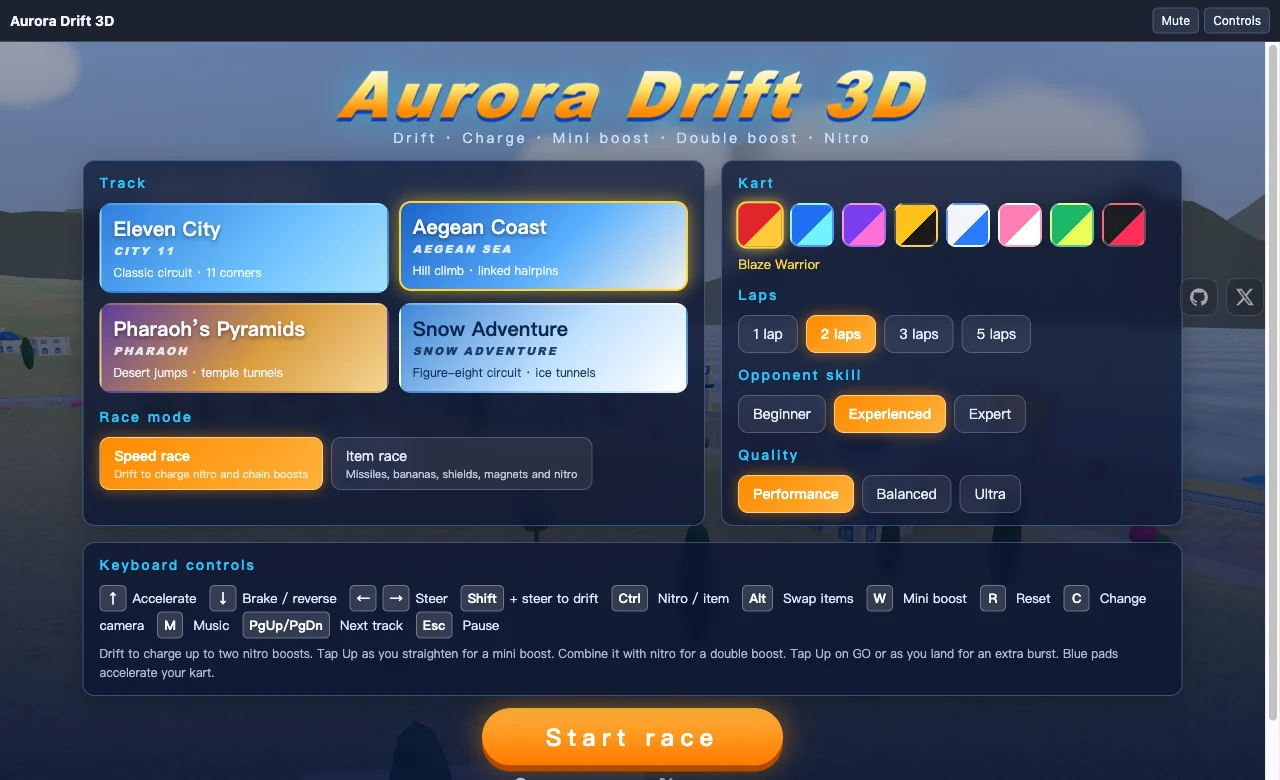 Aurora Drift 3D
Mute
Controls
Aurora Drift 3D
Drift · Charge · Mini boost · Double boost · Nitro
Track
Eleven City
CITY 11
Classic circuit · 11 corners
Aegean Coast
AEGEAN SEA
Hill climb · linked hairpins
Pharaoh's Pyramids
PHARAOH
Desert jumps · temple tunnels
Snow Adventure
SNOW ADVENTURE
Figure-eight circuit · ice tunnels
Race mode
Speed race
Drift to charge nitro and chain boosts
Item race
Missiles, bananas, shields, magnets and nitro
Kart
Blaze Warrior
Laps
1 lap
2 laps
3 laps
5 laps
Opponent skill
Beginner
Experienced
Expert
Quality
Performance
Balanced
Ultra
Keyboard controls
↑ Accelerate ↓ Brake / reverse ← → Steer Shift + steer to drift Ctrl Nitro / item Alt Swap items W Mini boost R Reset C Change
camera M Music PgUp/PgDn Next track Esc Pause
Drift to charge up to two nitro boosts. Tap Up as you straighten for a mini boost. Combine it with nitro for a double boost. Tap Up on GO or as you land for an extra burst. Blue pads
accelerate your kart.
Start race